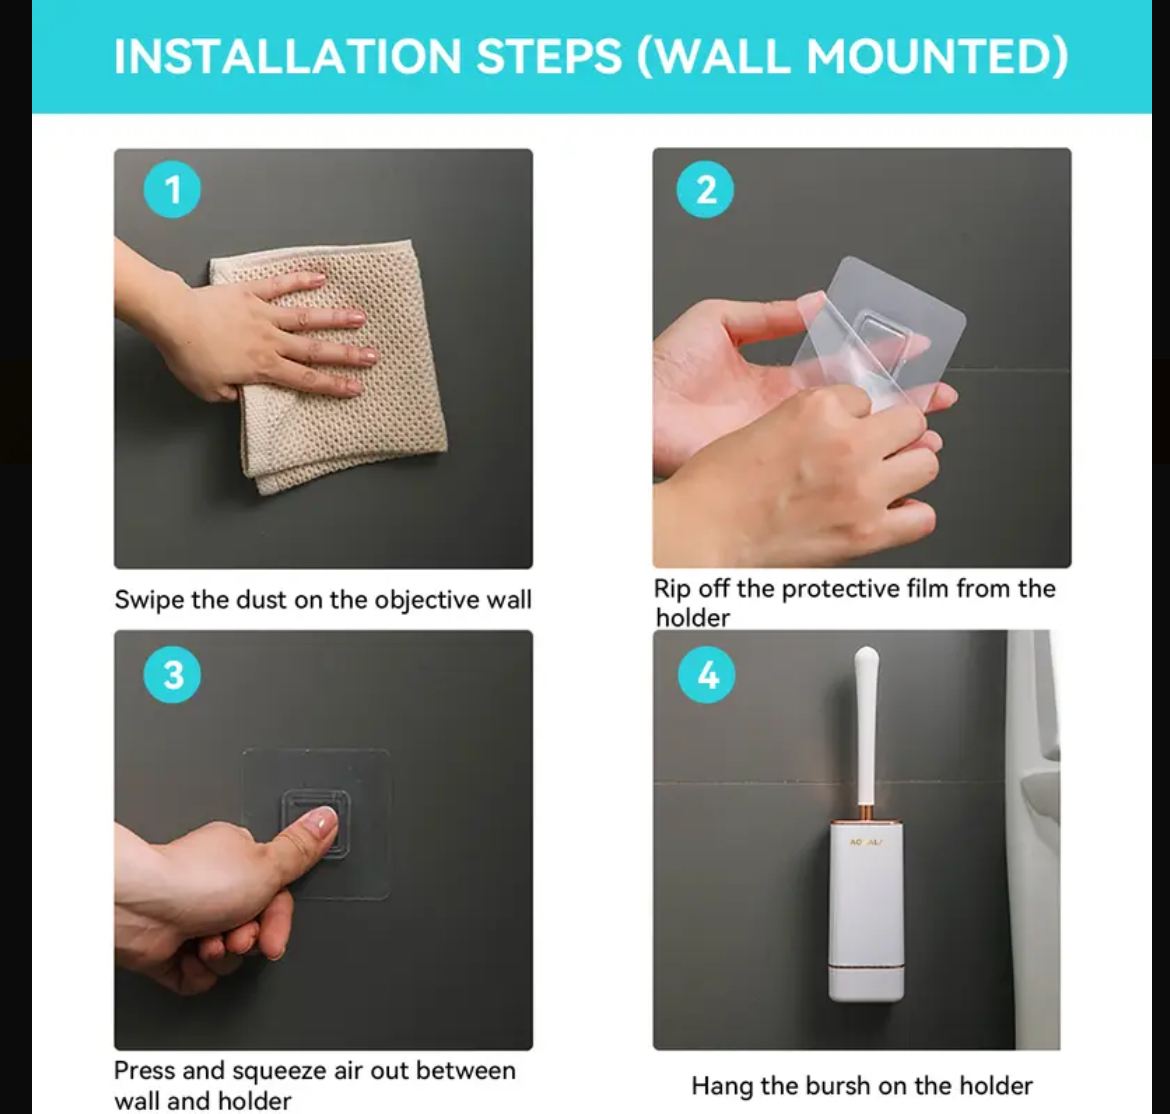 INSTALLATION STEPS (WALL MOUNTED)
1
2
Swipe the dust on the objective wall
Rip off the protective film from the
holder
3
4
Press and squeeze air out between
wall and holder
Hang the bursh on the holder